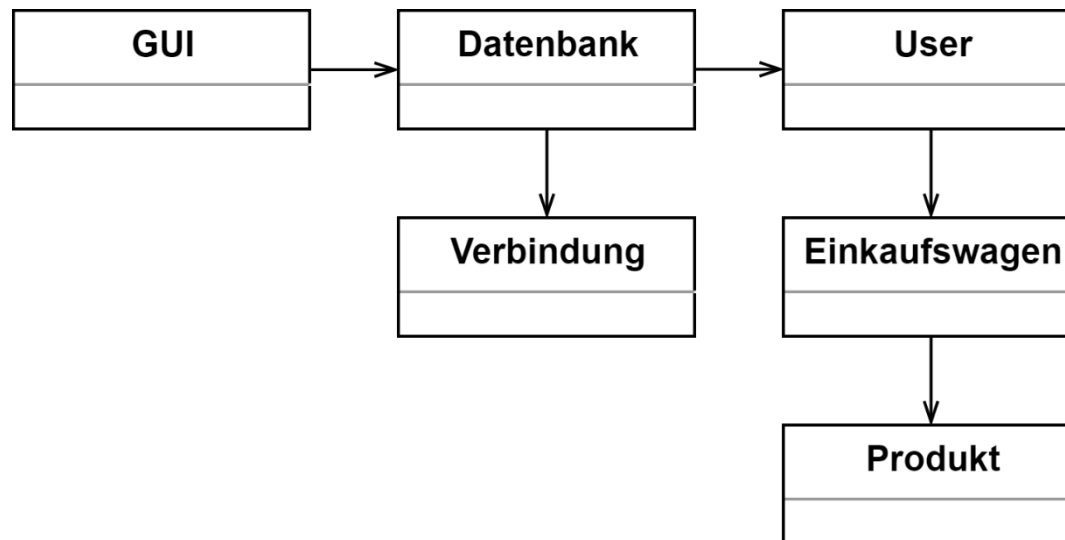 GUI
Datenbank
User
Verbindung
Einkaufswagen
Produkt